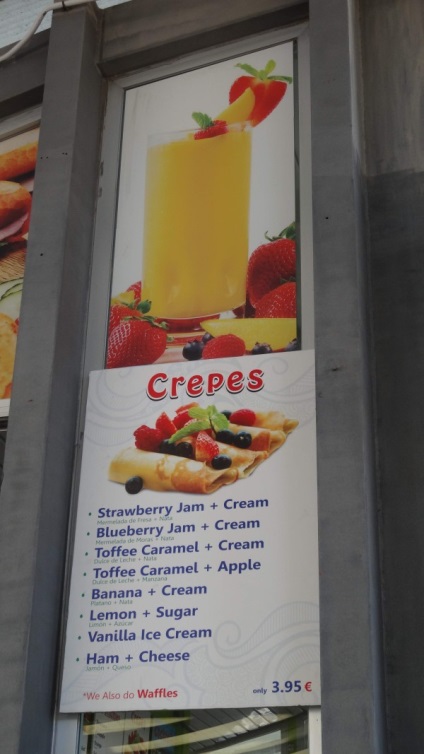 Crepes
• Strawberry Jam + Cream
Mermelada de Fresa + Nata
• Blueberry Jam + Cream
Mermelada de Moras + Nata
• Toffee Caramel + Cream
Dulce de Leche + Nata
• Toffee Caramel + Apple
Dulce de Leche + Manzana
• Banana + Cream
Platano + Nata
• Lemon + Sugar
Limón + Azúcar
• Vanilla Ice Cream
• Ham + Cheese
Jamón + Queso
*We Also do Waffles
only 3.95 €